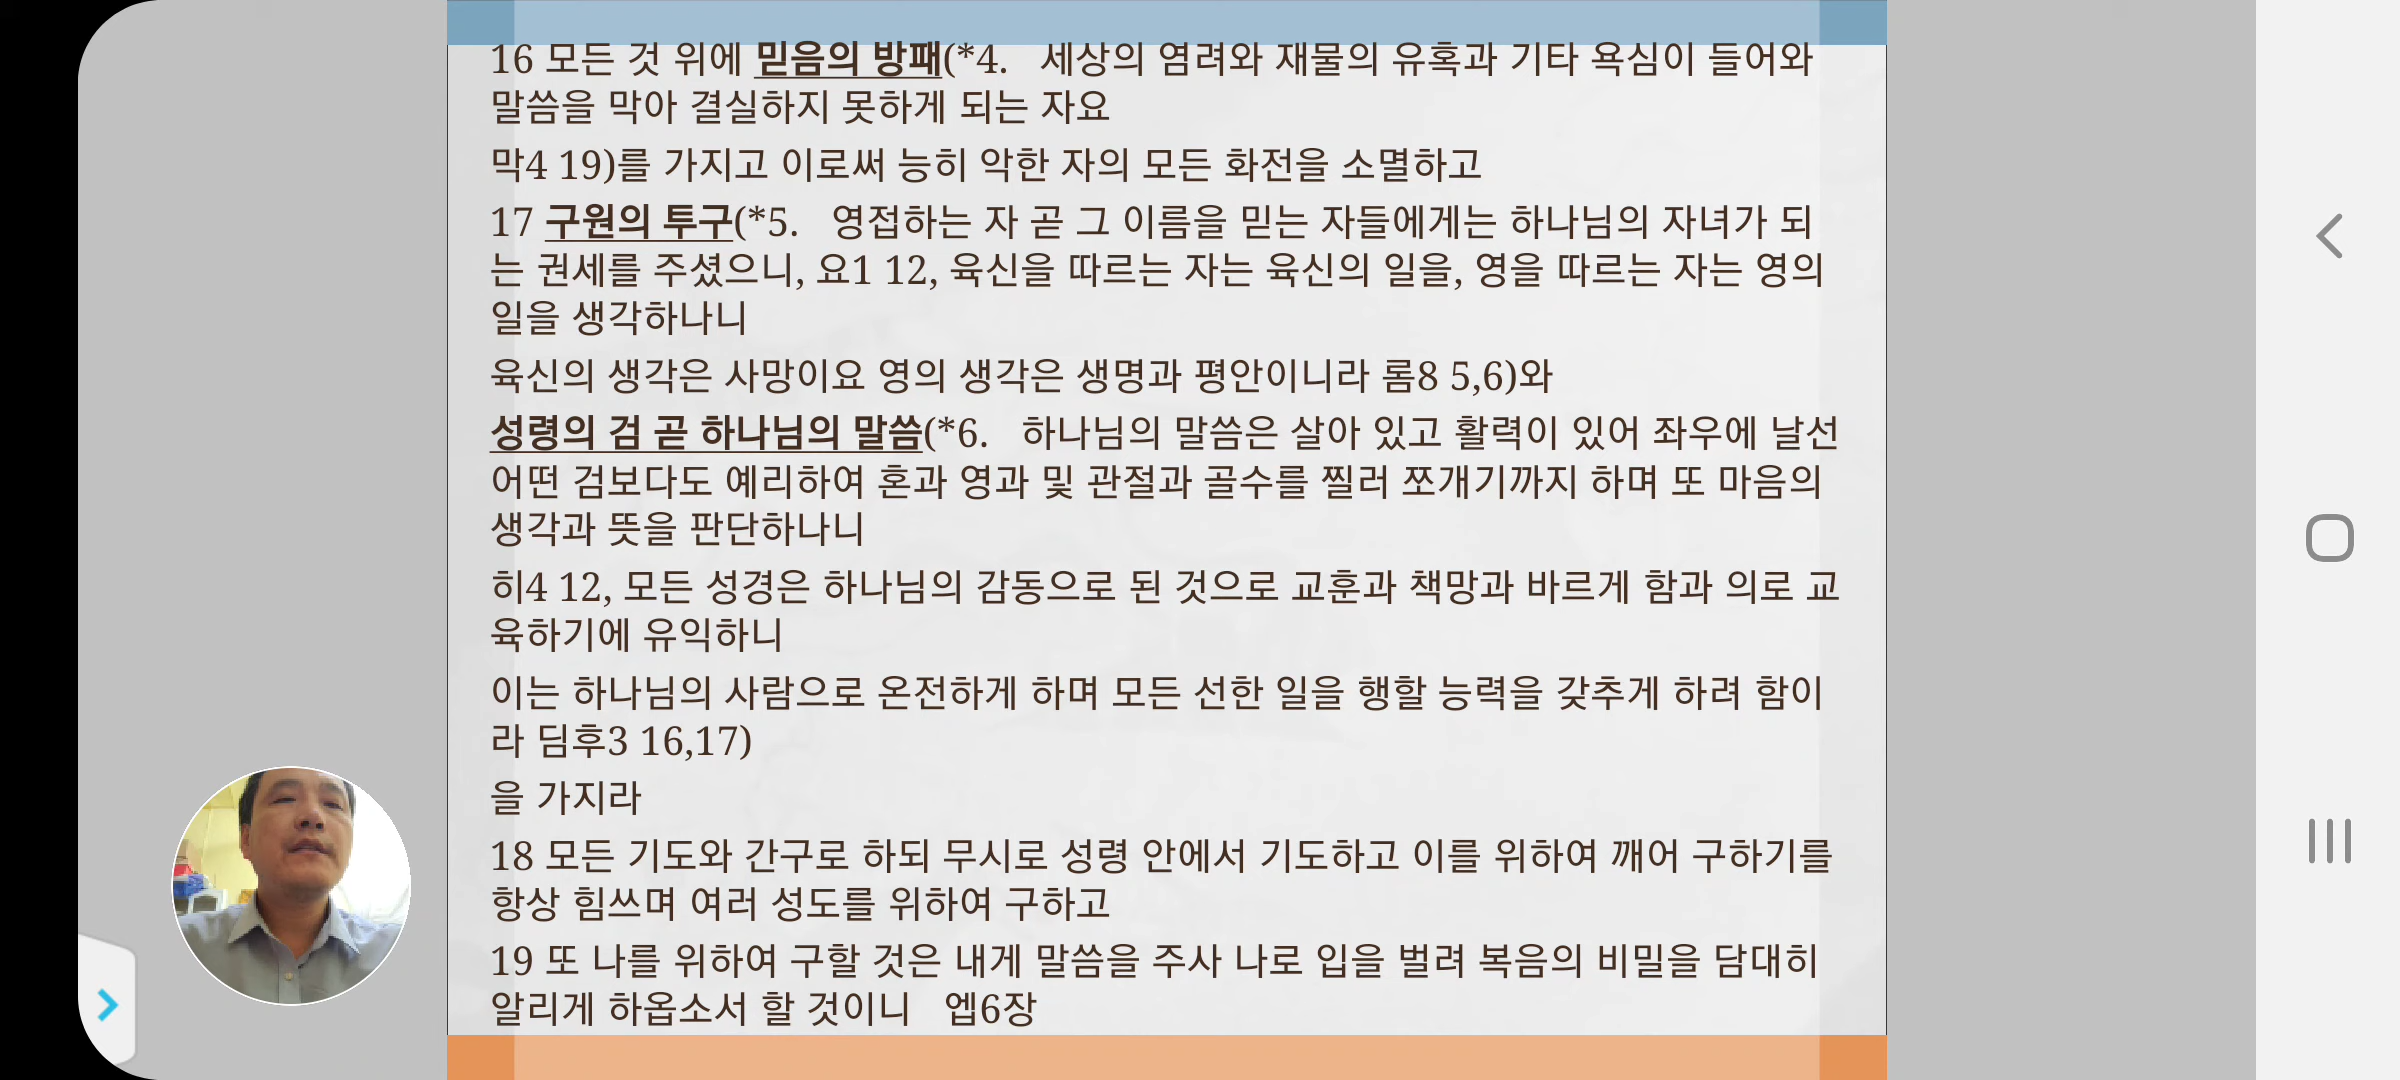 16 모든 것 위에 믿음의 방패(*4. 세상의 염려와 재물의 유혹과 기타 욕심이 들어와
말씀을 막아 결실하지 못하게 되는 자요
막4 19)를 가지고 이로써 능히 악한 자의 모든 화전을 소멸하고
17 구원의 투구(*5. 영접하는 자 곧 그 이름을 믿는 자들에게는 하나님의 자녀가 되
는 권세를 주셨으니, 요1 12, 육신을 따르는 자는 육신의 일을, 영을 따르는 자는 영의
일을 생각하나니
육신의 생각은 사망이요 영의 생각은 생명과 평안이니라 롬8 5,6)와
성령의 검 곧 하나님의 말씀(*6. 하나님의 말씀은 살아 있고 활력이 있어 좌우에 날선
어떤 검보다도 예리하여 혼과 영과 및 관절과 골수를 찔러 쪼개기까지 하며 또 마음의
생각과 뜻을 판단하나니
히4 12, 모든 성경은 하나님의 감동으로 된 것으로 교훈과 책망과 바르게 함과 의로 교
육하기에 유익하니
이는 하나님의 사람으로 온전하게 하며 모든 선한 일을 행할 능력을 갖추게 하려 함이
라 딤후3 16,17)
을 가지라
18 모든 기도와 간구로 하되 무시로 성령 안에서 기도하고 이를 위하여 깨어 구하기를
항상 힘쓰며 여러 성도를 위하여 구하고
19 또 나를 위하여 구할 것은 내게 말씀을 주사 나로 입을 벌려 복음의 비밀을 담대히
알리게 하옵소서 할 것이니 엡6장